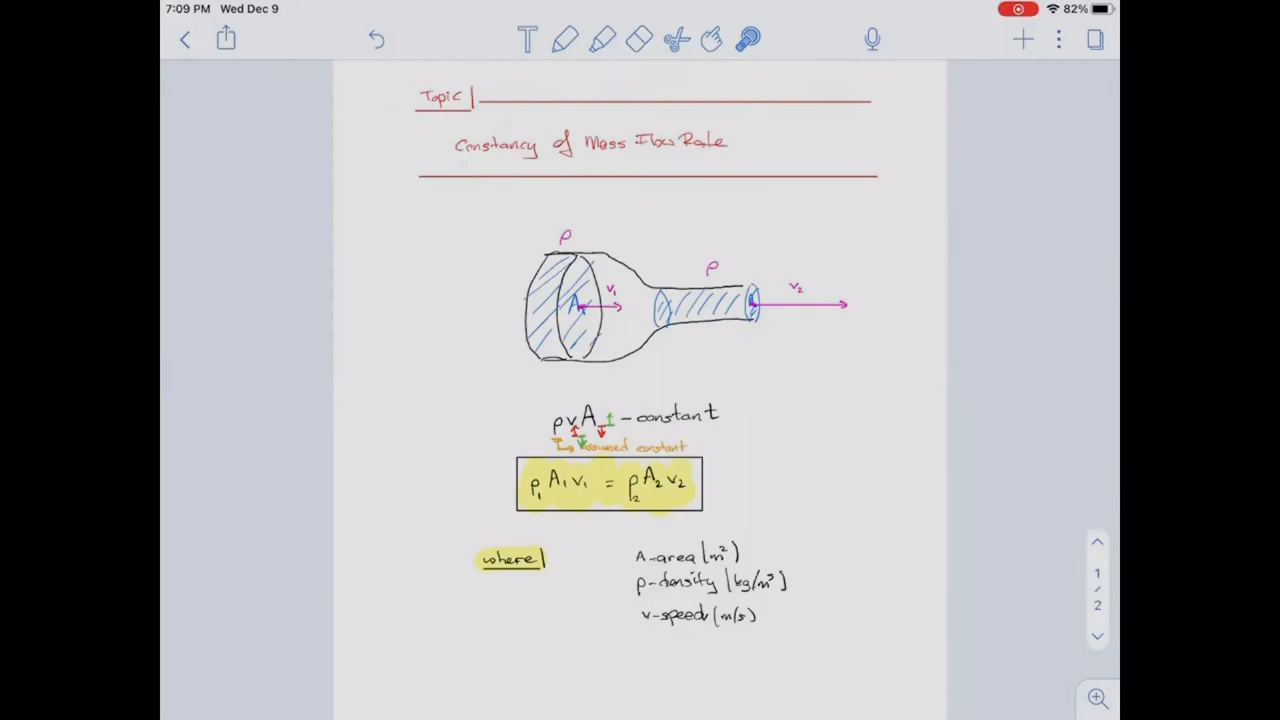 7:09 PM Wed Dec 9
82%
T
Topic
Constancy of Mass Flow Rate
ρ
ρ
A
v₁
v₂
ρvA - constant
assumed constant
ρ₁A₁v₁ = ρ₂A₂v₂
where
A-area (m²)
ρ-density [kg/m³]
v-speed (m/s)
1
/
2